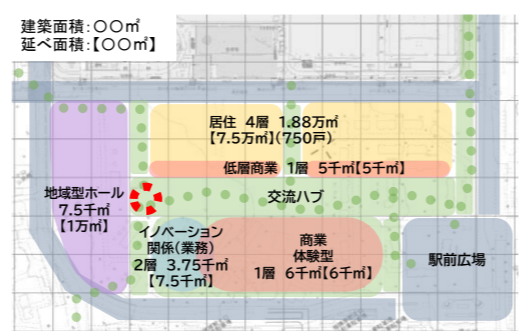 建築面積:〇〇㎡
延べ面積:【〇〇㎡】
居住 4層 1.88万㎡
【7.5万㎡】(750戸)
低層商業 1層 5千㎡【5千㎡】
地域型ホール
7.5千㎡
【1万㎡】
交流ハブ
イノベーション
関係(業務)
2層 3.75千㎡
【7.5千㎡】
商業
体験型
1層 6千㎡【6千㎡】
駅前広場